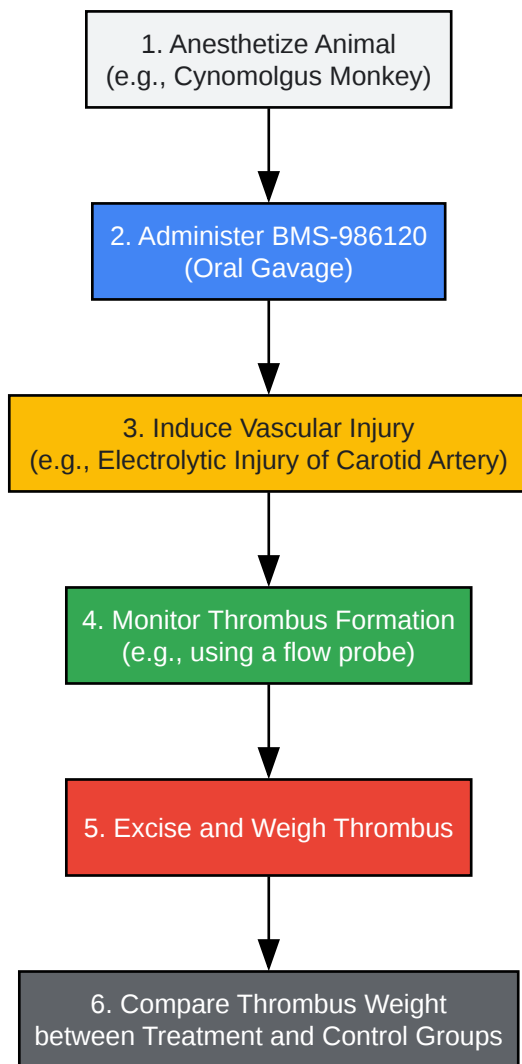 1. Anesthetize Animal
(e.g., Cynomolgus Monkey)
2. Administer BMS-986120
(Oral Gavage)
3. Induce Vascular Injury
(e.g., Electrolytic Injury of Carotid Artery)
4. Monitor Thrombus Formation
(e.g., using a flow probe)
5. Excise and Weigh Thrombus
6. Compare Thrombus Weight
between Treatment and Control Groups